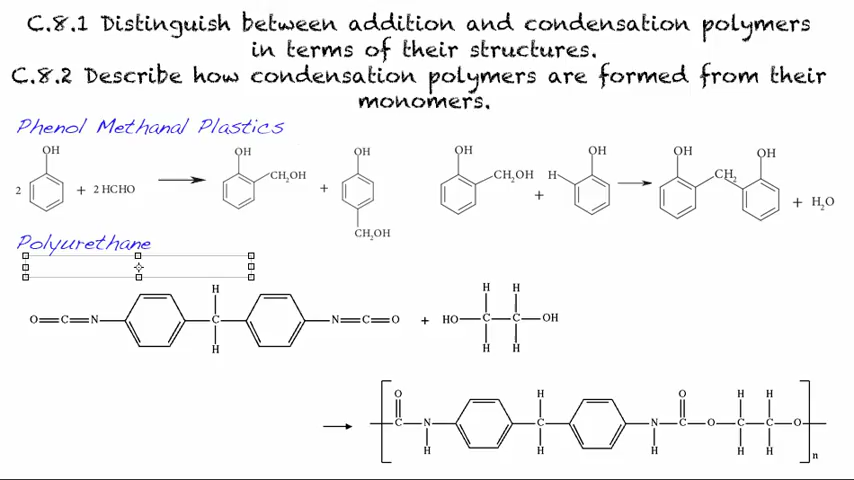 C.8.1 Distinguish between addition and condensation polymers
in terms of their structures.
C.8.2 Describe how condensation polymers are formed from their
monomers.
Phenol Methanal Plastics
OH OH OH OH OH OH OH
2 + 2 HCHO CH2OH + CH2OH + H CH2 + H2O
CH2OH
Polyurethane
H H H
O C N C N C O + HO C C OH
H H H
O H O H H
C N C N C O C C O
H H H H H n